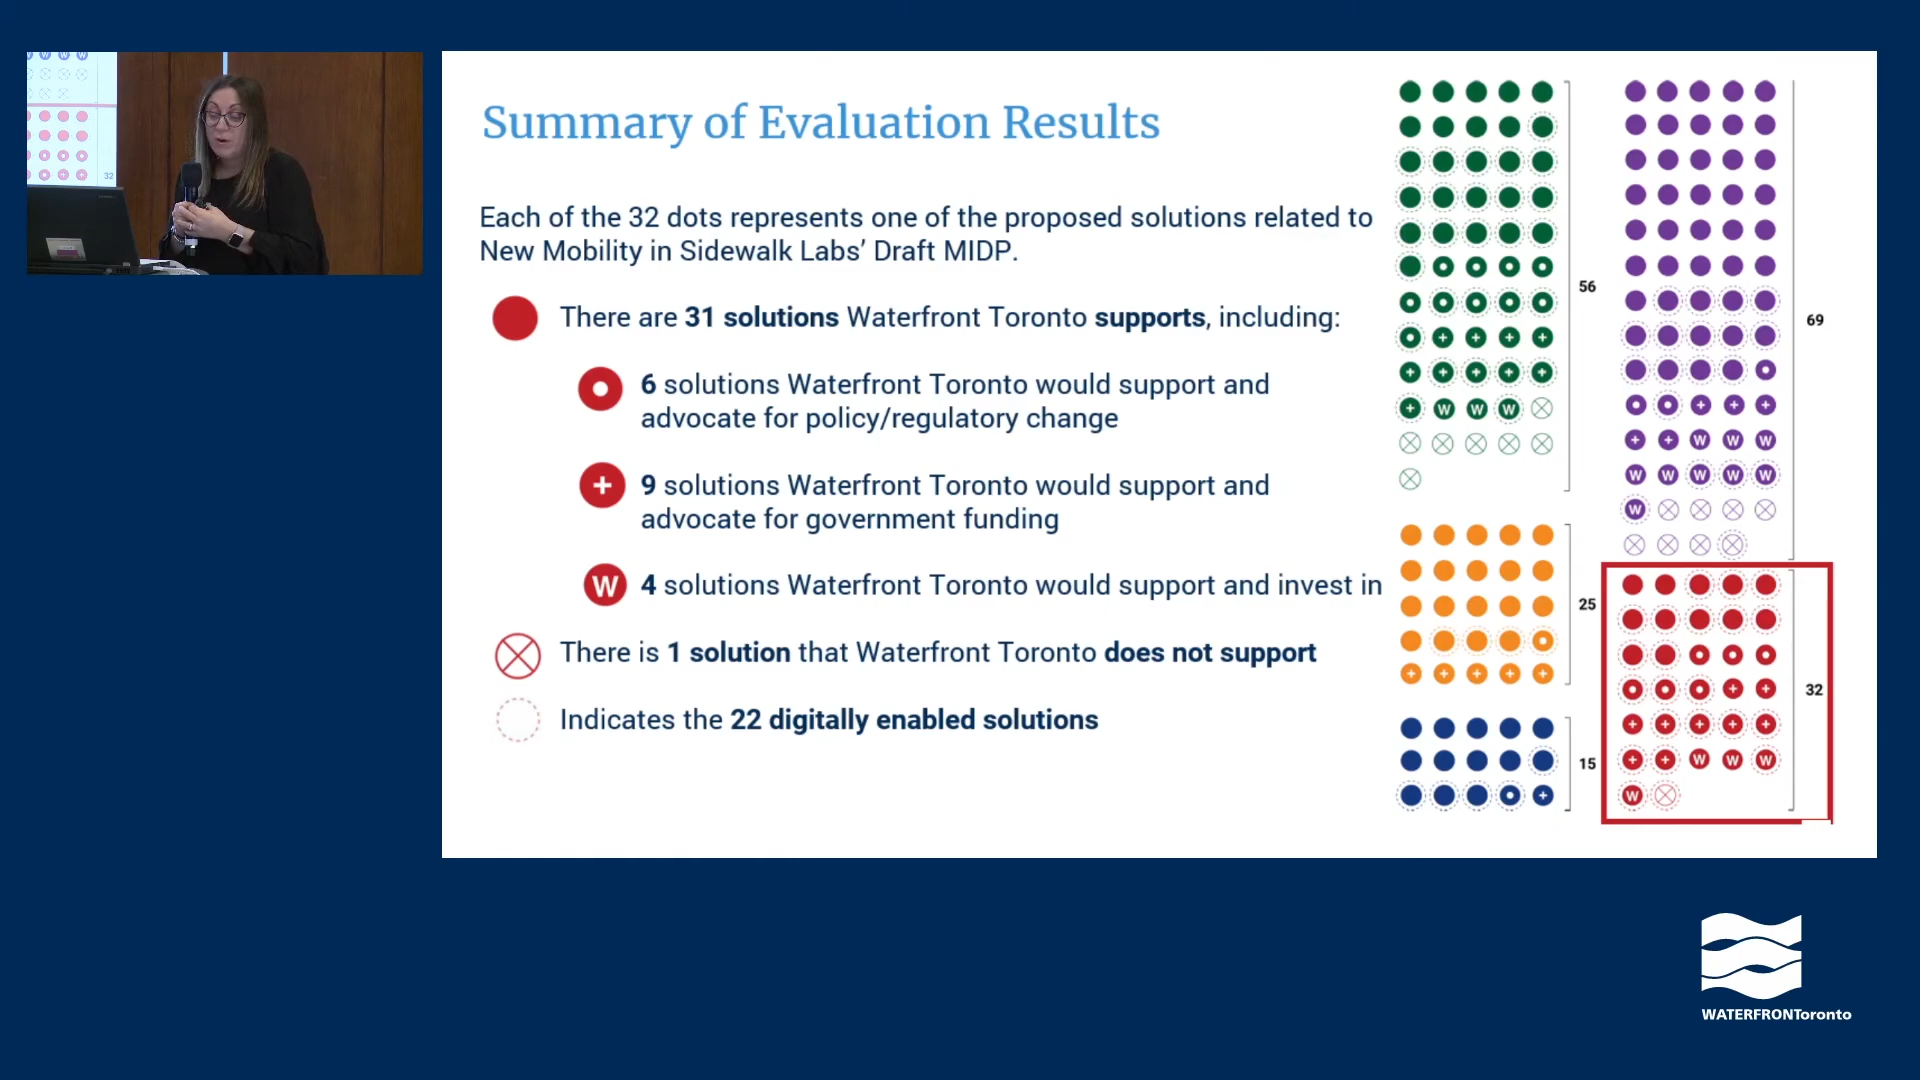 Summary of Evaluation Results
Each of the 32 dots represents one of the proposed solutions related to
New Mobility in Sidewalk Labs’ Draft MIDP.
There are 31 solutions Waterfront Toronto supports, including:
6 solutions Waterfront Toronto would support and
advocate for policy/regulatory change
+ 9 solutions Waterfront Toronto would support and
advocate for government funding
W 4 solutions Waterfront Toronto would support and invest in
There is 1 solution that Waterfront Toronto does not support
Indicates the 22 digitally enabled solutions
+ + + +
+ + + + +
+ W W W
56
+ + + + +
25
+
15
+ + +
+ + W W W
W W W W W
W
69
+ +
+ + + + +
+ + W W W
W
32
W W W W
+ +
32
WATERFRONToronto